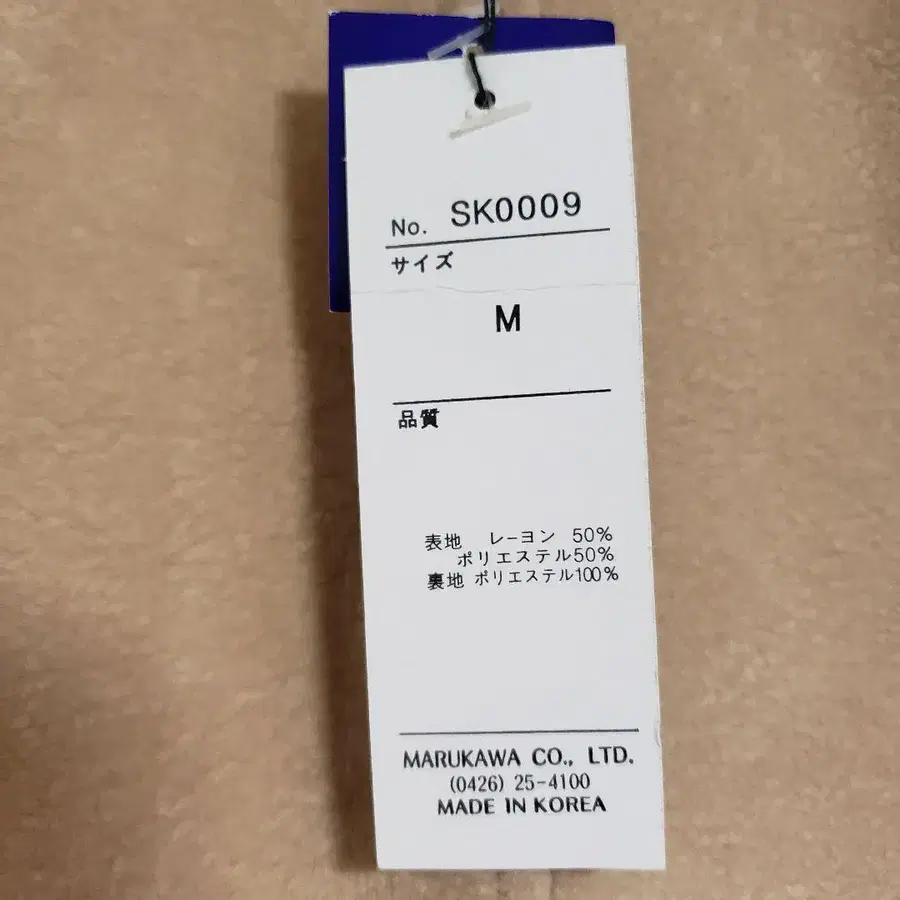 No. SK0009
サイズ
M
品質
表地 レーヨン 50%
ポリエステル50%
裏地 ポリエステル100%
MARUKAWA CO., LTD.
(0426) 25-4100
MADE IN KOREA